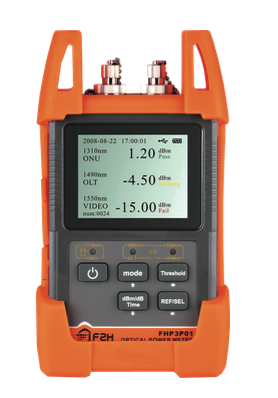 2008-08-22 17:00:01
1310nm dBm
ONU 1.20 Pass
1490nm dBm
OLT -4.50
1550nm dBm
VIDEO -15.00 Fail
num:0024
mode Threshold
dBm/dB REF/SEL
Time
F2H FHP3P01
OPTICAL POWER METER